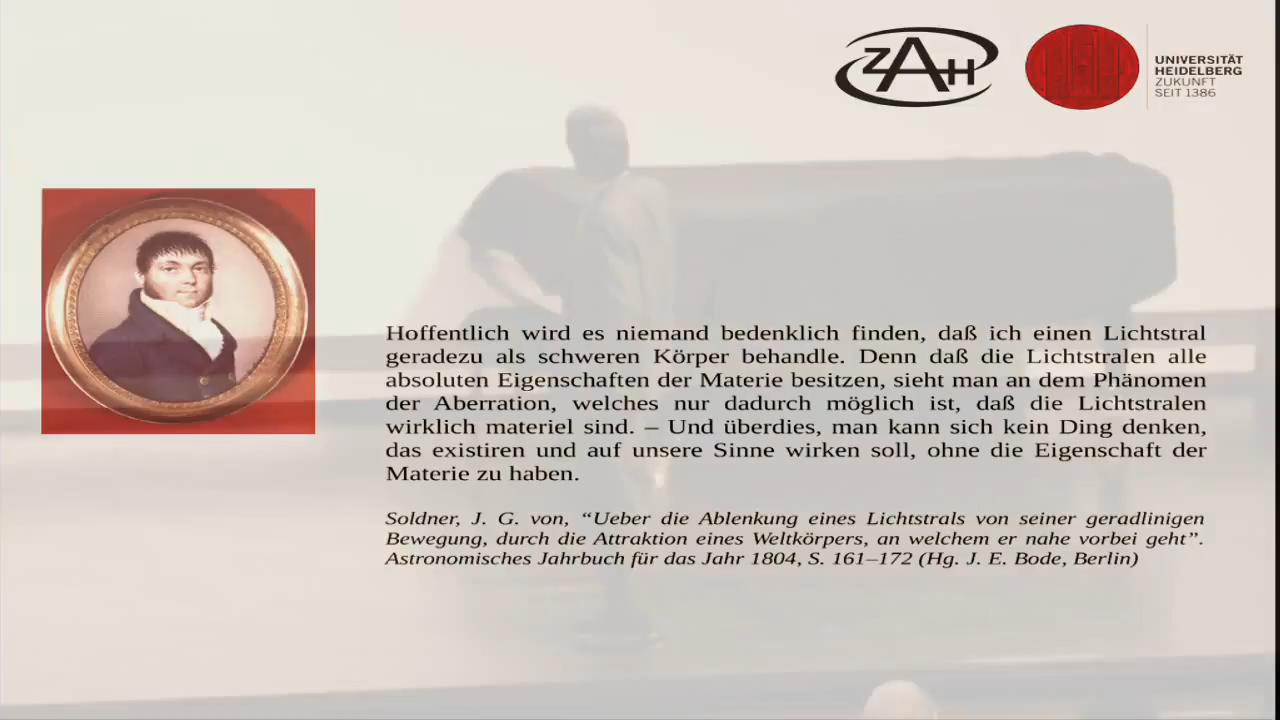 ZAH
UNIVERSITÄT
HEIDELBERG
ZUKUNFT
SEIT 1386
Hoffentlich wird es niemand bedenklich finden, daß ich einen Lichtstral
geradezu als schweren Körper behandle. Denn daß die Lichtstralen alle
absoluten Eigenschaften der Materie besitzen, sieht man an dem Phänomen
der Aberration, welches nur dadurch möglich ist, daß die Lichtstralen
wirklich materiel sind. – Und überdies, man kann sich kein Ding denken,
das existiren und auf unsere Sinne wirken soll, ohne die Eigenschaft der
Materie zu haben.
Soldner, J. G. von, “Ueber die Ablenkung eines Lichtstrals von seiner geradlinigen
Bewegung, durch die Attraktion eines Weltkörpers, an welchem er nahe vorbei geht”.
Astronomisches Jahrbuch für das Jahr 1804, S. 161–172 (Hg. J. E. Bode, Berlin)